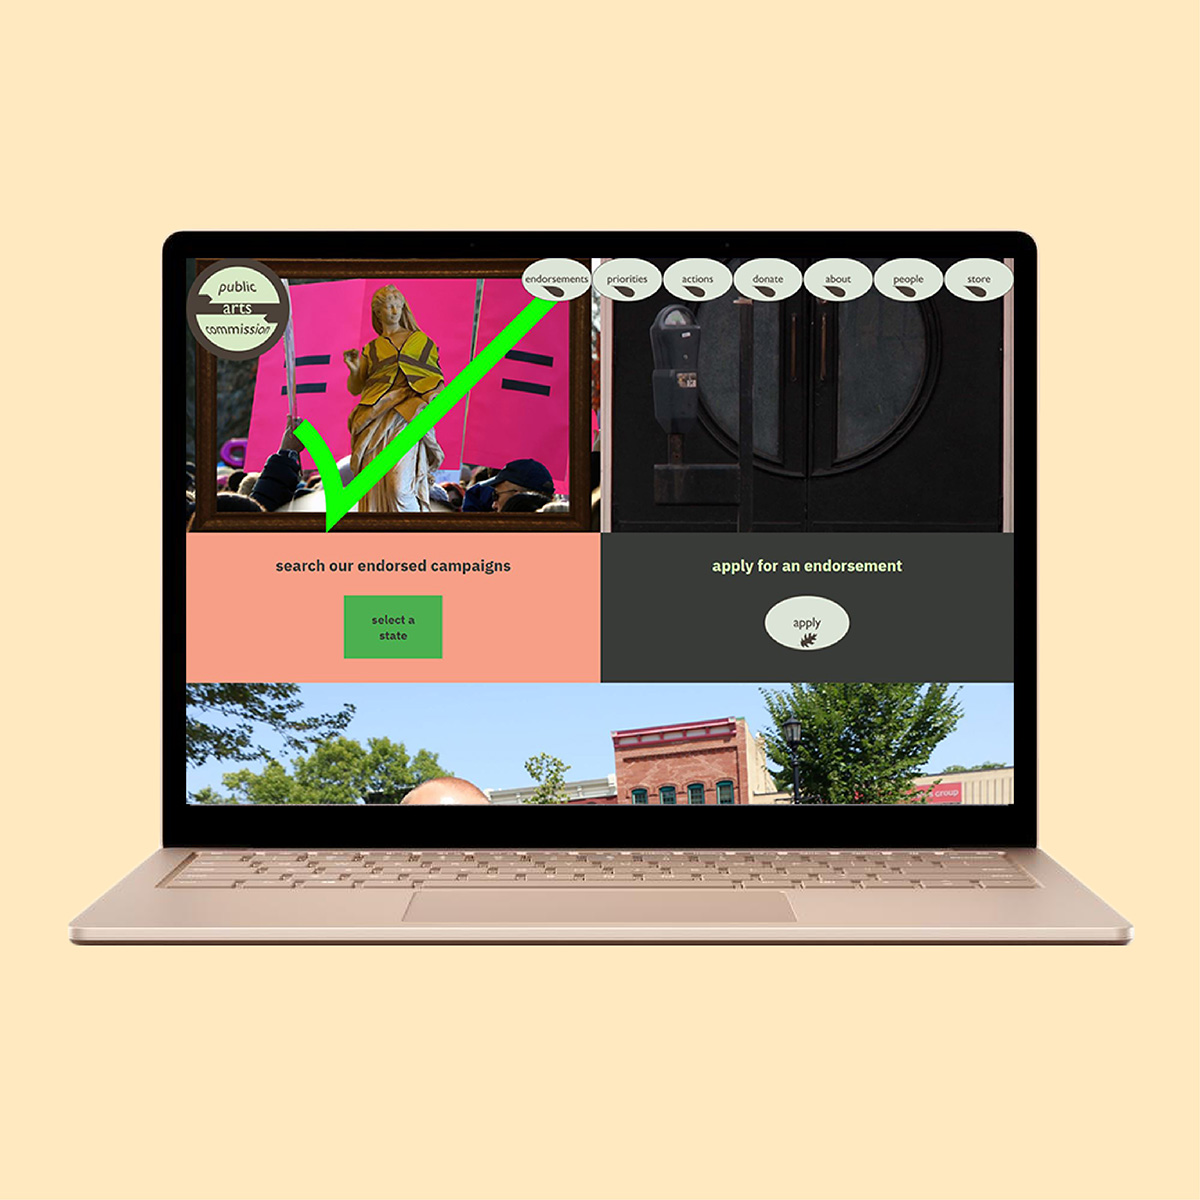 public
arts
commission
endorsements
priorities
actions
donate
about
people
store
search our endorsed campaigns
select a
state
apply for an endorsement
apply
group